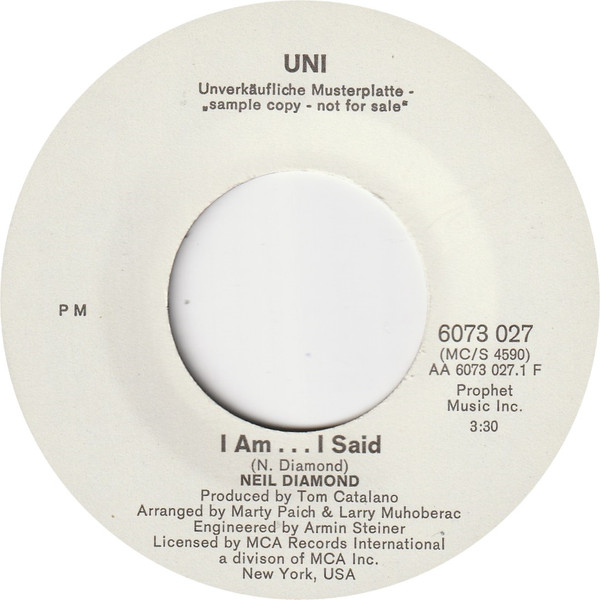 UNI
Unverkäufliche Musterplatte -
„sample copy - not for sale"
P M
6073 027
(MC/S 4590)
AA 6073 027.1 F
Prophet
Music Inc.
3:30
I Am . . . I Said
(N. Diamond)
NEIL DIAMOND
Produced by Tom Catalano
Arranged by Marty Paich & Larry Muhoberac
Engineered by Armin Steiner
Licensed by MCA Records International
a divison of MCA Inc.
New York, USA